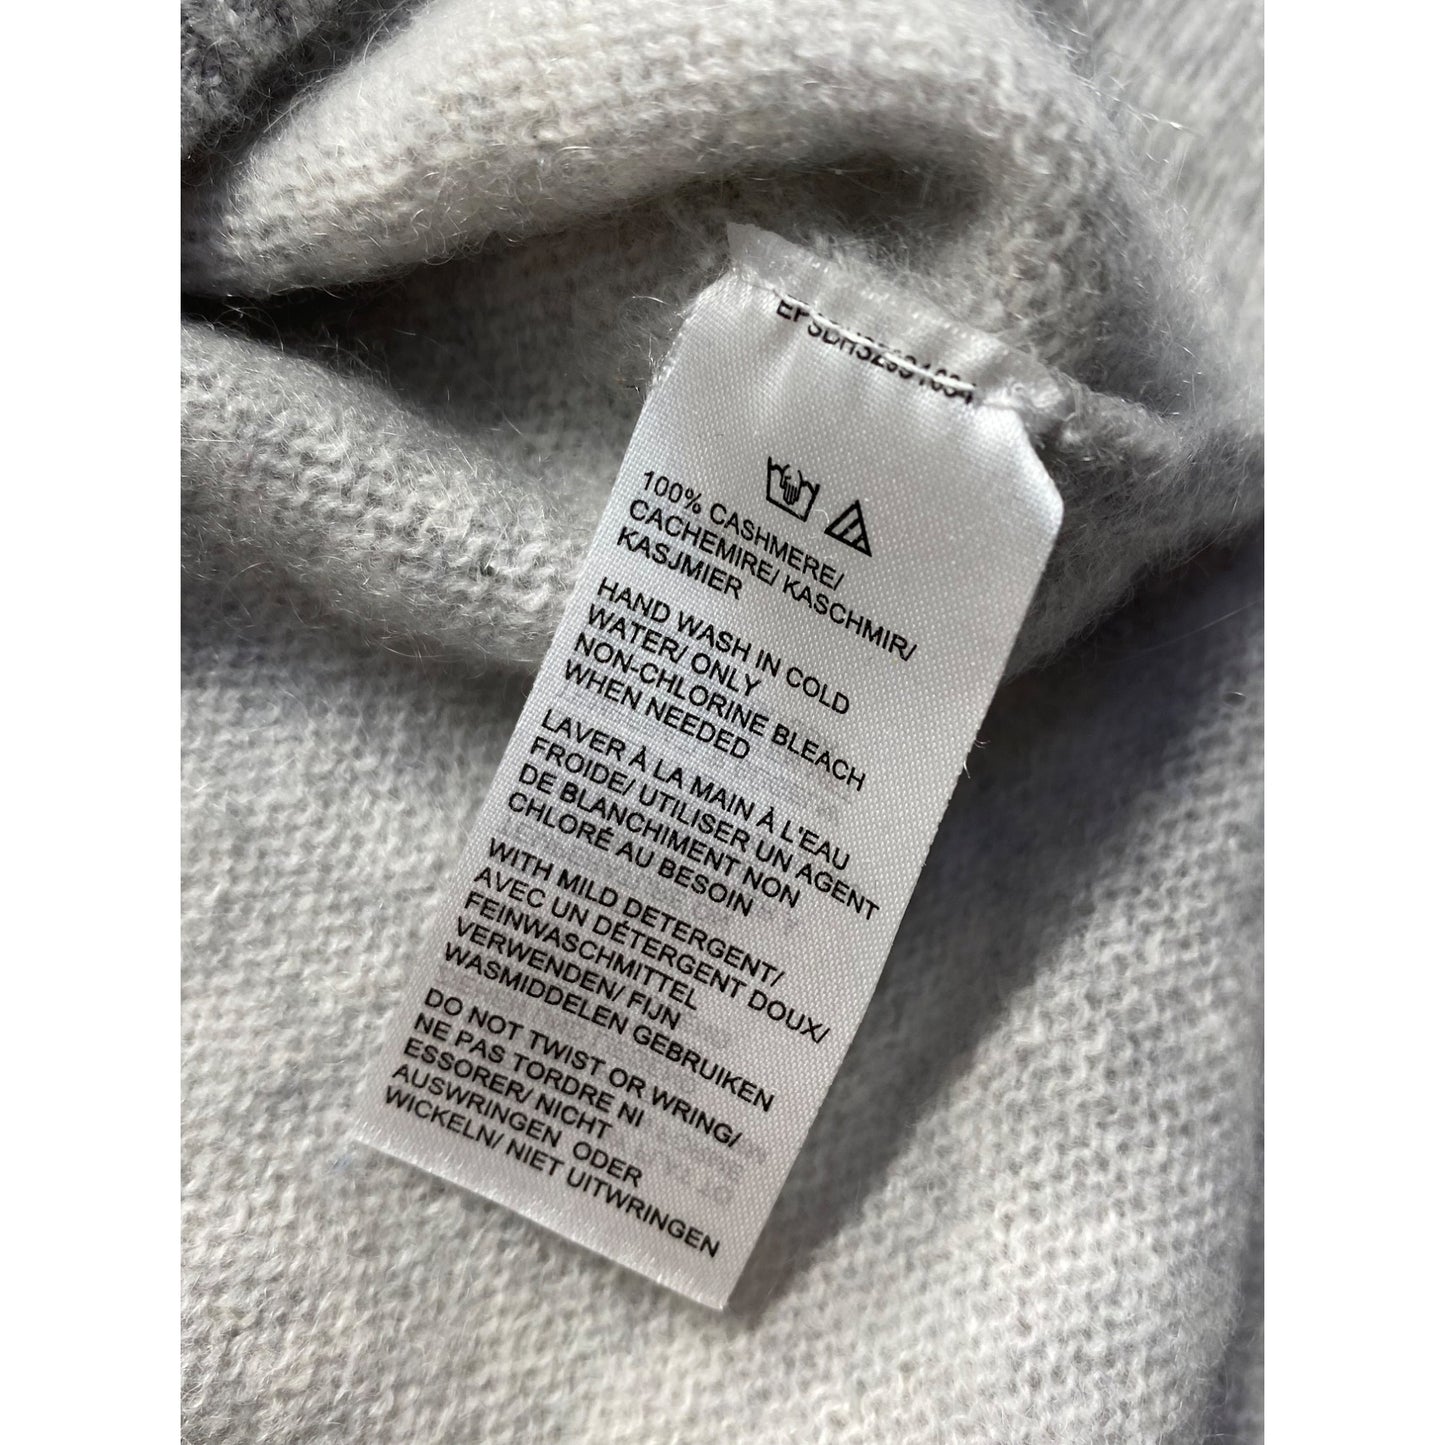 100% CASHMERE/
CACHEMIRE/ KASCHMIR/
KASJMIER
HAND WASH IN COLD
WATER/ ONLY
NON-CHLORINE BLEACH
WHEN NEEDED
LAVER À LA MAIN À L'EAU
FROIDE/ UTILISER UN AGENT
DE BLANCHIMENT NON
CHLORÉ AU BESOIN
WITH MILD DETERGENT/
AVEC UN DÉTERGENT DOUX/
FEINWASCHMITTEL
VERWENDEN/ FIJN
WASMIDDELEN GEBRUIKEN
DO NOT TWIST OR WRING/
NE PAS TORDRE NI
ESSORER/ NICHT
AUSWRINGEN ODER
WICKELN/ NIET UITWRINGEN